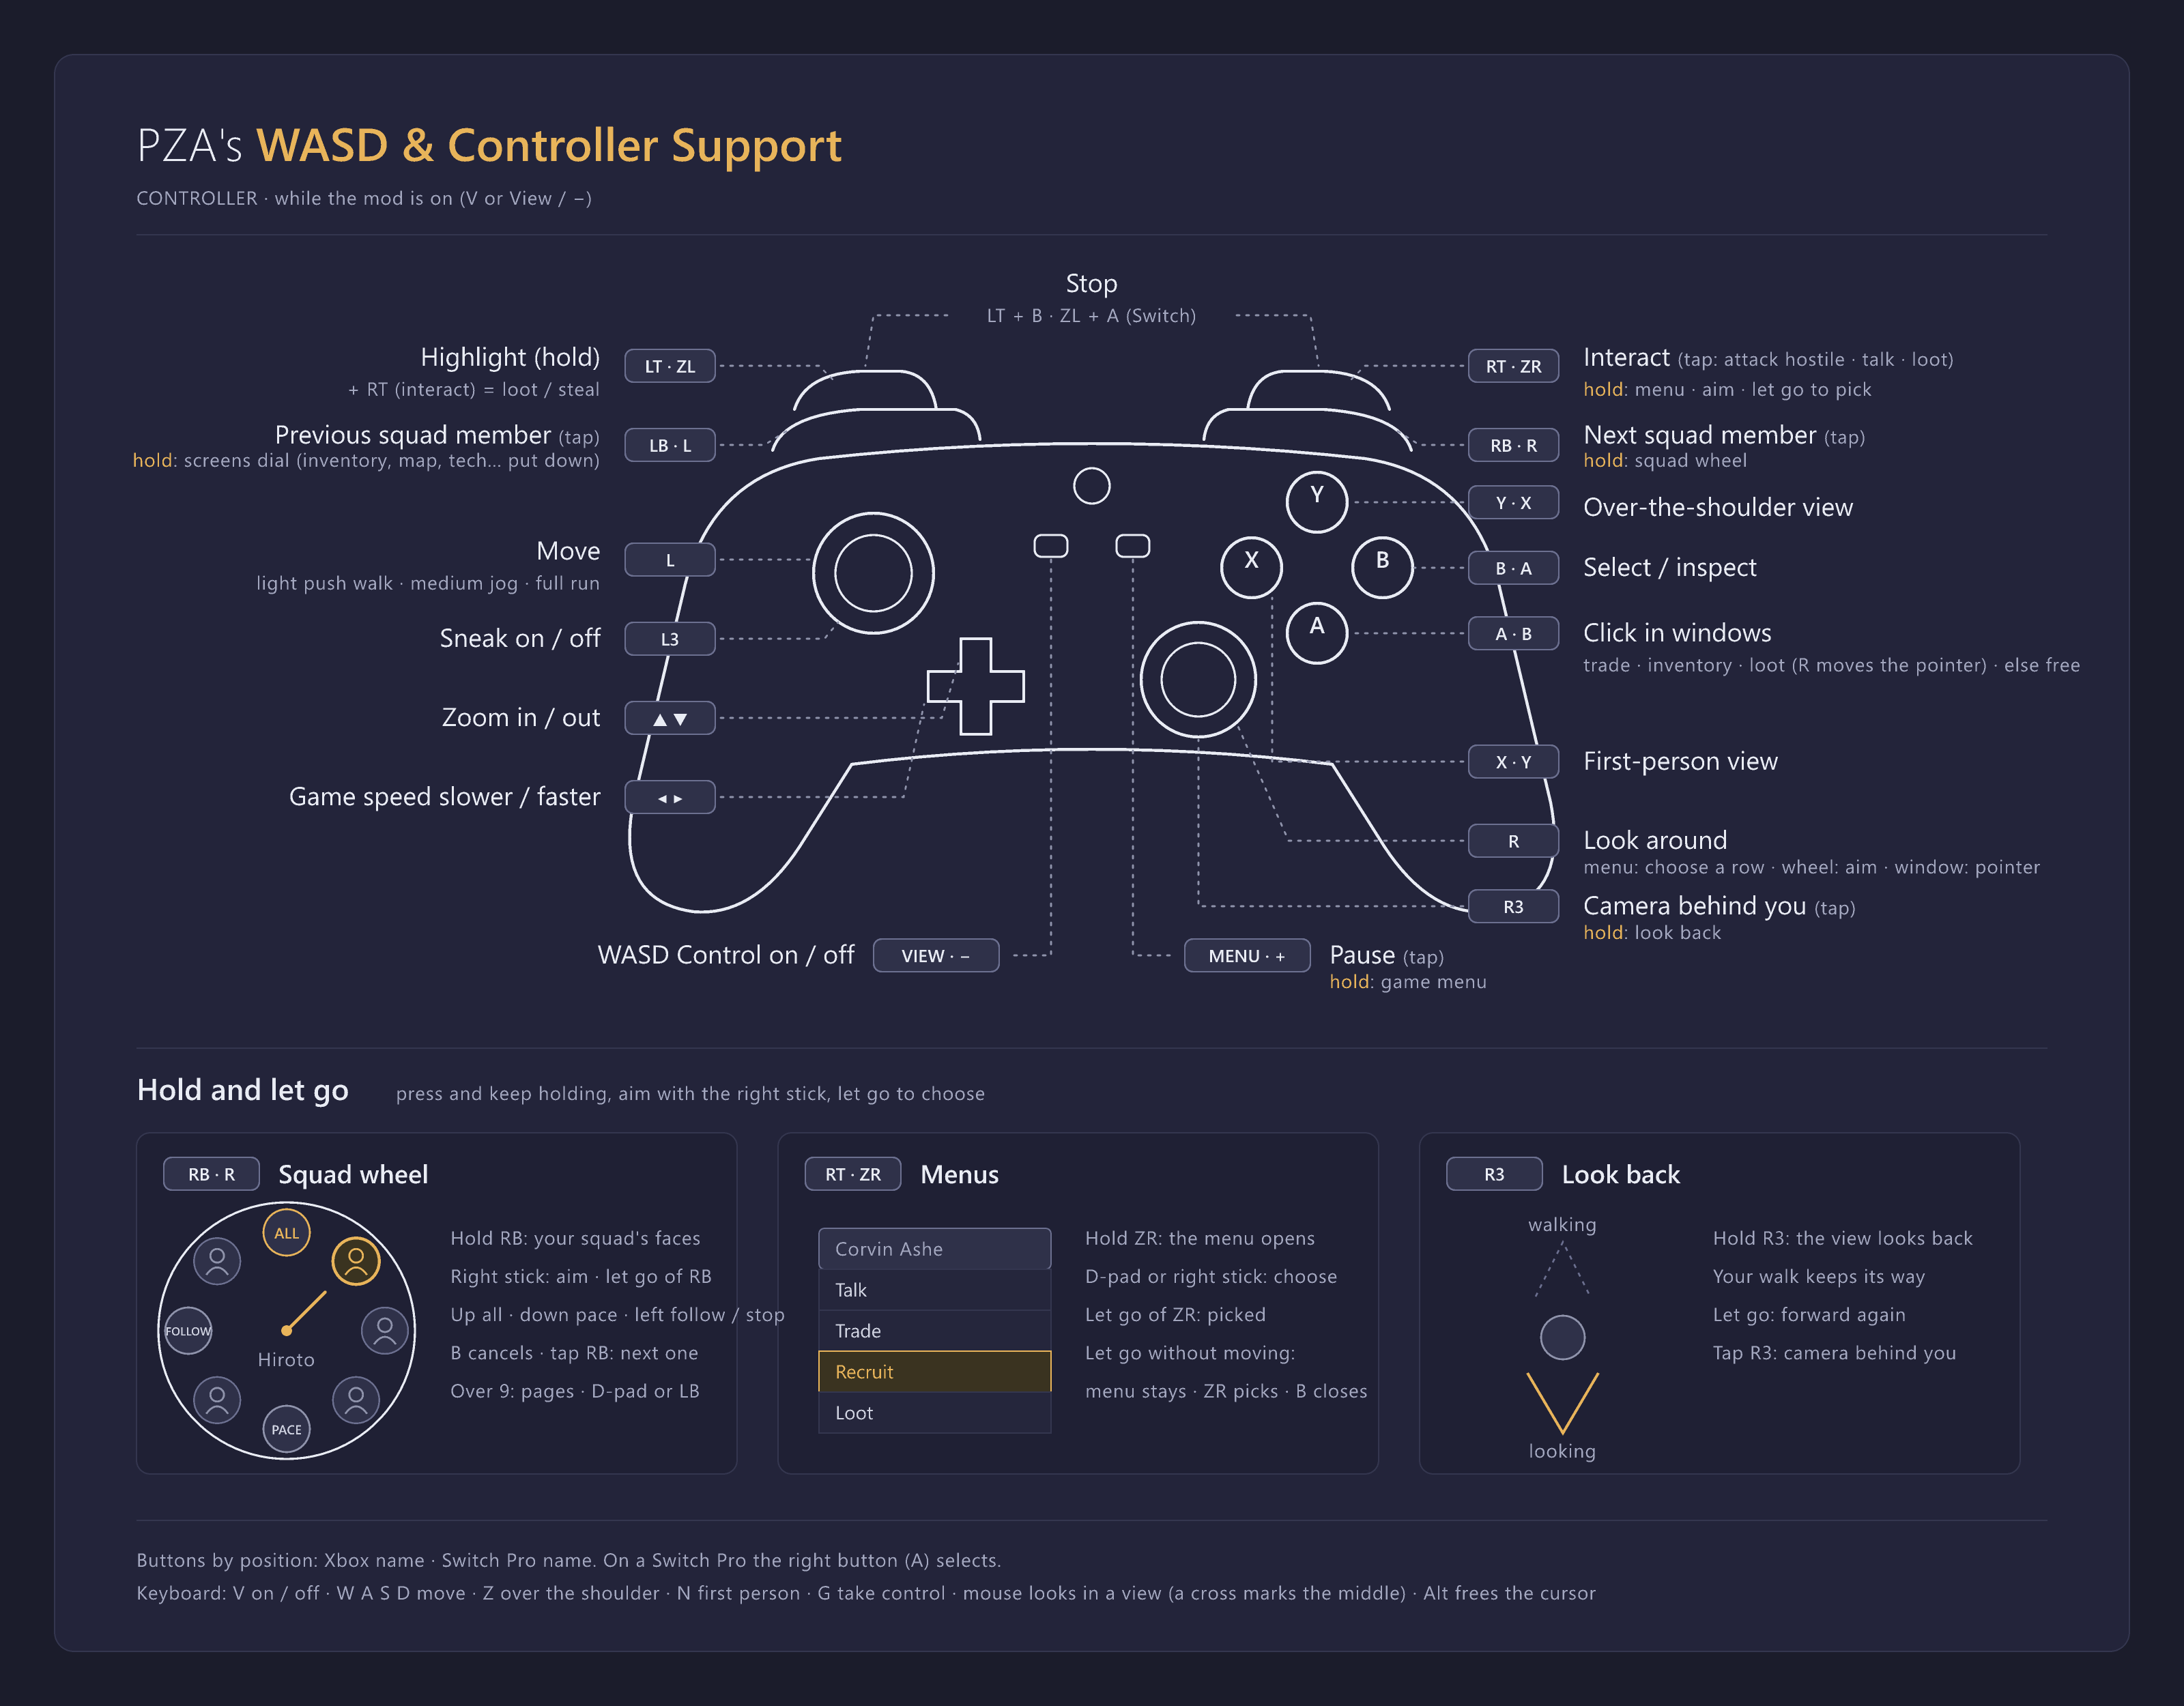 PZA's WASD & Controller Support
CONTROLLER · while the mod is on (V or View / −)
Stop
LT + B · ZL + A (Switch)
Highlight (hold)
+ RT (interact) = loot / steal
LT · ZL
Previous squad member (tap)
hold: screens dial (inventory, map, tech... put down)
LB · L
Move
light push walk · medium jog · full run
L
Sneak on / off
L3
Zoom in / out
▲ ▼
Game speed slower / faster
◂ ▸
RT · ZR
Interact (tap: attack hostile · talk · loot)
hold: menu · aim · let go to pick
RB · R
Next squad member (tap)
hold: squad wheel
Y
X
B
A
Y · X
Over-the-shoulder view
B · A
Select / inspect
A · B
Click in windows
trade · inventory · loot (R moves the pointer) · else free
X · Y
First-person view
R
Look around
menu: choose a row · wheel: aim · window: pointer
R3
Camera behind you (tap)
hold: look back
WASD Control on / off
VIEW · −
MENU · +
Pause (tap)
hold: game menu
Hold and let go
press and keep holding, aim with the right stick, let go to choose
RB · R
Squad wheel
ALL
FOLLOW
Hiroto
PACE
Hold RB: your squad's faces
Right stick: aim · let go of RB
Up all · down pace · left follow / stop
B cancels · tap RB: next one
Over 9: pages · D-pad or LB
RT · ZR
Menus
Corvin Ashe
Talk
Trade
Recruit
Loot
Hold ZR: the menu opens
D-pad or right stick: choose
Let go of ZR: picked
Let go without moving:
menu stays · ZR picks · B closes
R3
Look back
walking
looking
Hold R3: the view looks back
Your walk keeps its way
Let go: forward again
Tap R3: camera behind you
Buttons by position: Xbox name · Switch Pro name. On a Switch Pro the right button (A) selects.
Keyboard: V on / off · W A S D move · Z over the shoulder · N first person · G take control · mouse looks in a view (a cross marks the middle) · Alt frees the cursor